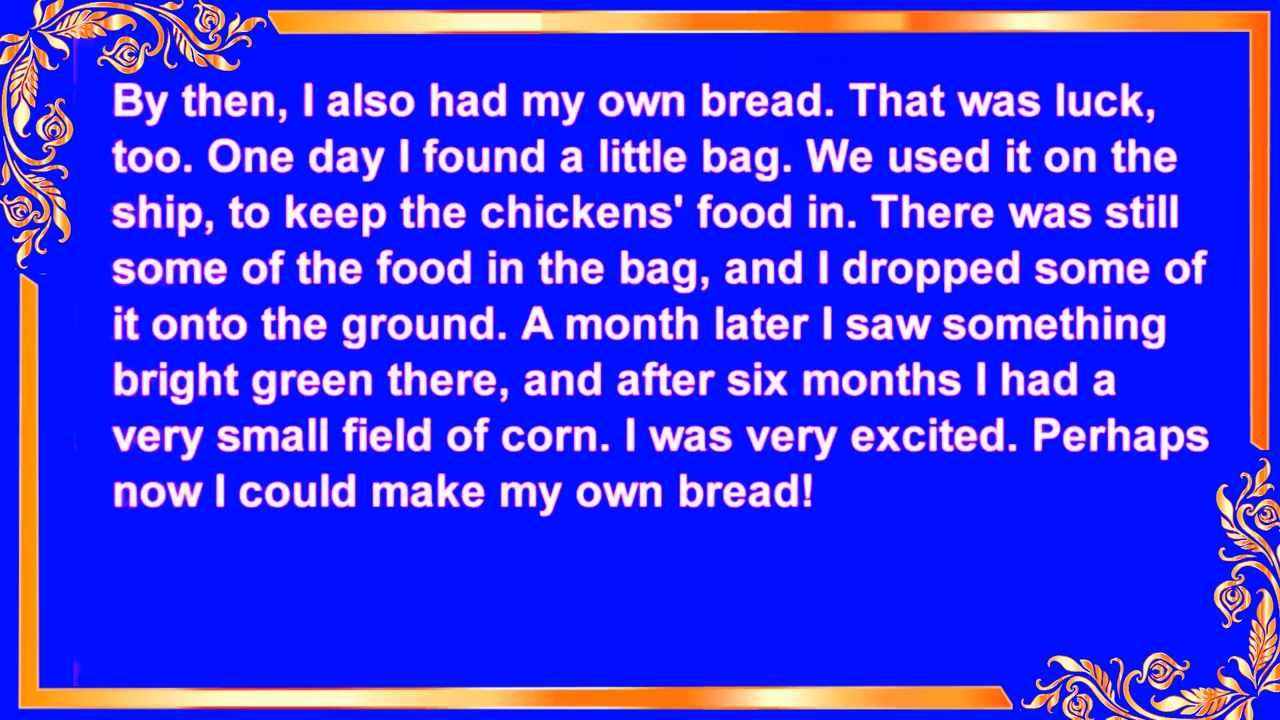 By then, I also had my own bread. That was luck,
too. One day I found a little bag. We used it on the
ship, to keep the chickens' food in. There was still
some of the food in the bag, and I dropped some of
it onto the ground. A month later I saw something
bright green there, and after six months I had a
very small field of corn. I was very excited. Perhaps
now I could make my own bread!